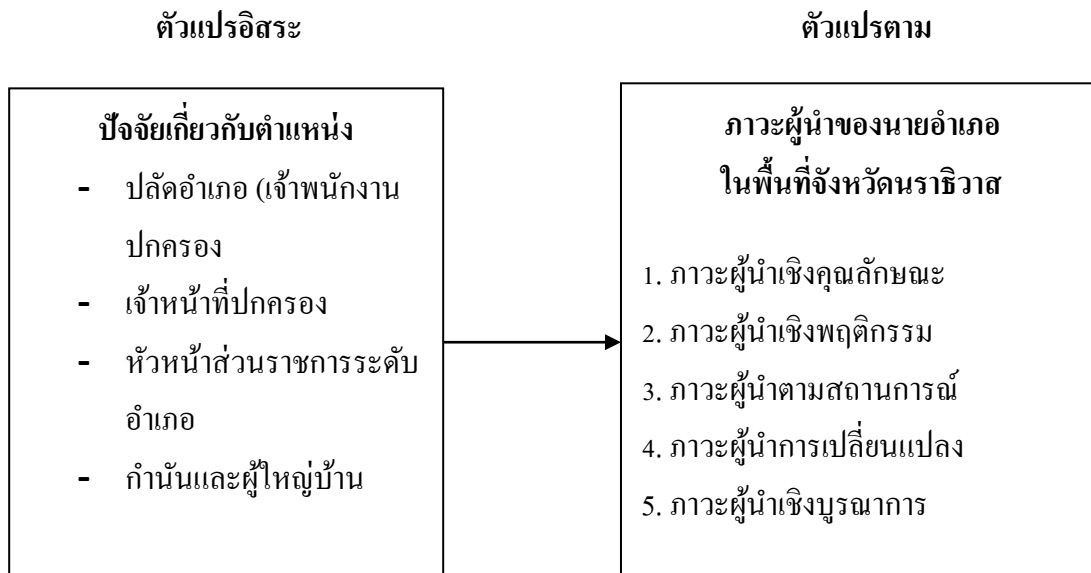 ตัวแปรอิสระ
ตัวแปรตาม
ปัจจัยเกี่ยวกับตำแหน่ง
- ปลัดอำเภอ (เจ้าพนักงาน
ปกครอง
- เจ้าหน้าที่ปกครอง
- หัวหน้าส่วนราชการระดับ
อำเภอ
- กำนันและผู้ใหญ่บ้าน
ภาวะผู้นำของนายอำเภอ
ในพื้นที่จังหวัดนราธิวาส
1. ภาวะผู้นำเชิงคุณลักษณะ
2. ภาวะผู้นำเชิงพฤติกรรม
3. ภาวะผู้นำตามสถานการณ์
4. ภาวะผู้นำการเปลี่ยนแปลง
5. ภาวะผู้นำเชิงบูรณาการ